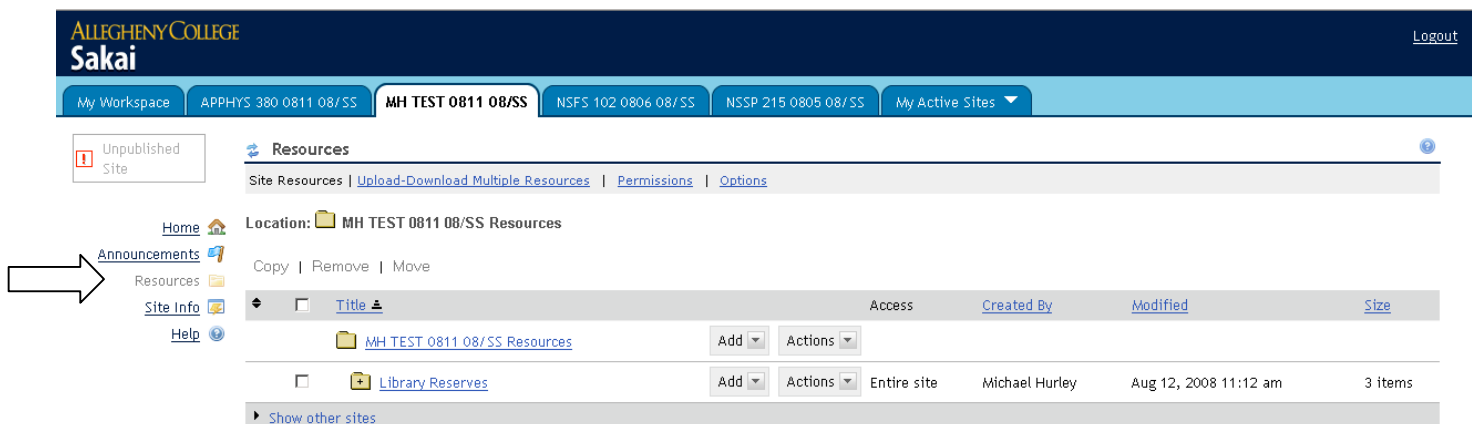 ALLEGHENY COLLEGE
Sakai
Logout
My Workspace APPHYS 380 0811 08/SS MH TEST 0811 08/SS NSFS 102 0806 08/SS NSSP 215 0805 08/SS My Active Sites
Unpublished
Site
Resources
Site Resources | Upload-Download Multiple Resources | Permissions | Options
Home
Announcements
Resources
Site Info
Help
Location: MH TEST 0811 08/SS Resources
Copy | Remove | Move
Title Access Created By Modified Size
MH TEST 0811 08/SS Resources Add Actions
Library Reserves Add Actions Entire site Michael Hurley Aug 12, 2008 11:12 am 3 items
Show other sites